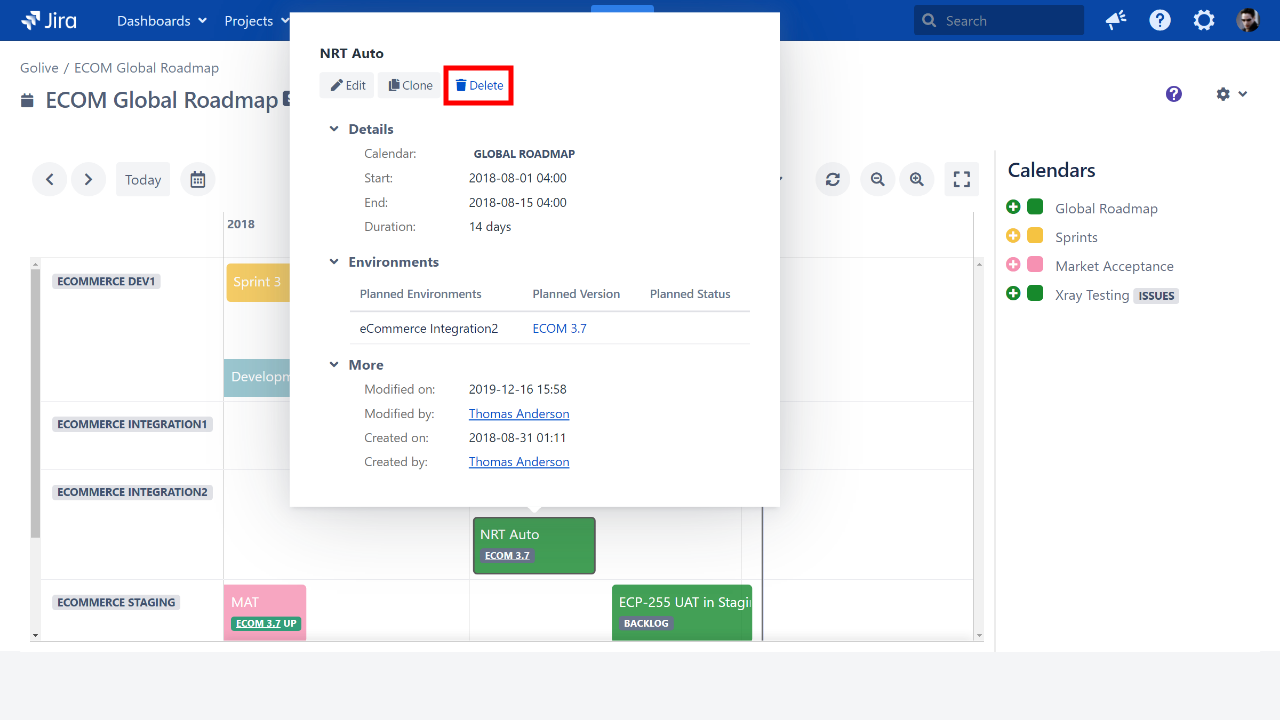 Jira
Dashboards
Projects
Search
Golive / ECOM Global Roadmap
ECOM Global Roadmap
NRT Auto
Edit
Clone
Delete
Details
Calendar: GLOBAL ROADMAP
Start: 2018-08-01 04:00
End: 2018-08-15 04:00
Duration: 14 days
Environments
Planned Environments Planned Version Planned Status
eCommerce Integration2 ECOM 3.7
More
Modified on: 2019-12-16 15:58
Modified by: Thomas Anderson
Created on: 2018-08-31 01:11
Created by: Thomas Anderson
Today
2018
ECOMMERCE DEV1
Sprint 3
Developm
ECOMMERCE INTEGRATION1
ECOMMERCE INTEGRATION2
NRT Auto
ECOM 3.7
ECOMMERCE STAGING
MAT
ECOM 3.7 UP
ECP-255 UAT in Stagi
BACKLOG
Calendars
Global Roadmap
Sprints
Market Acceptance
Xray Testing ISSUES